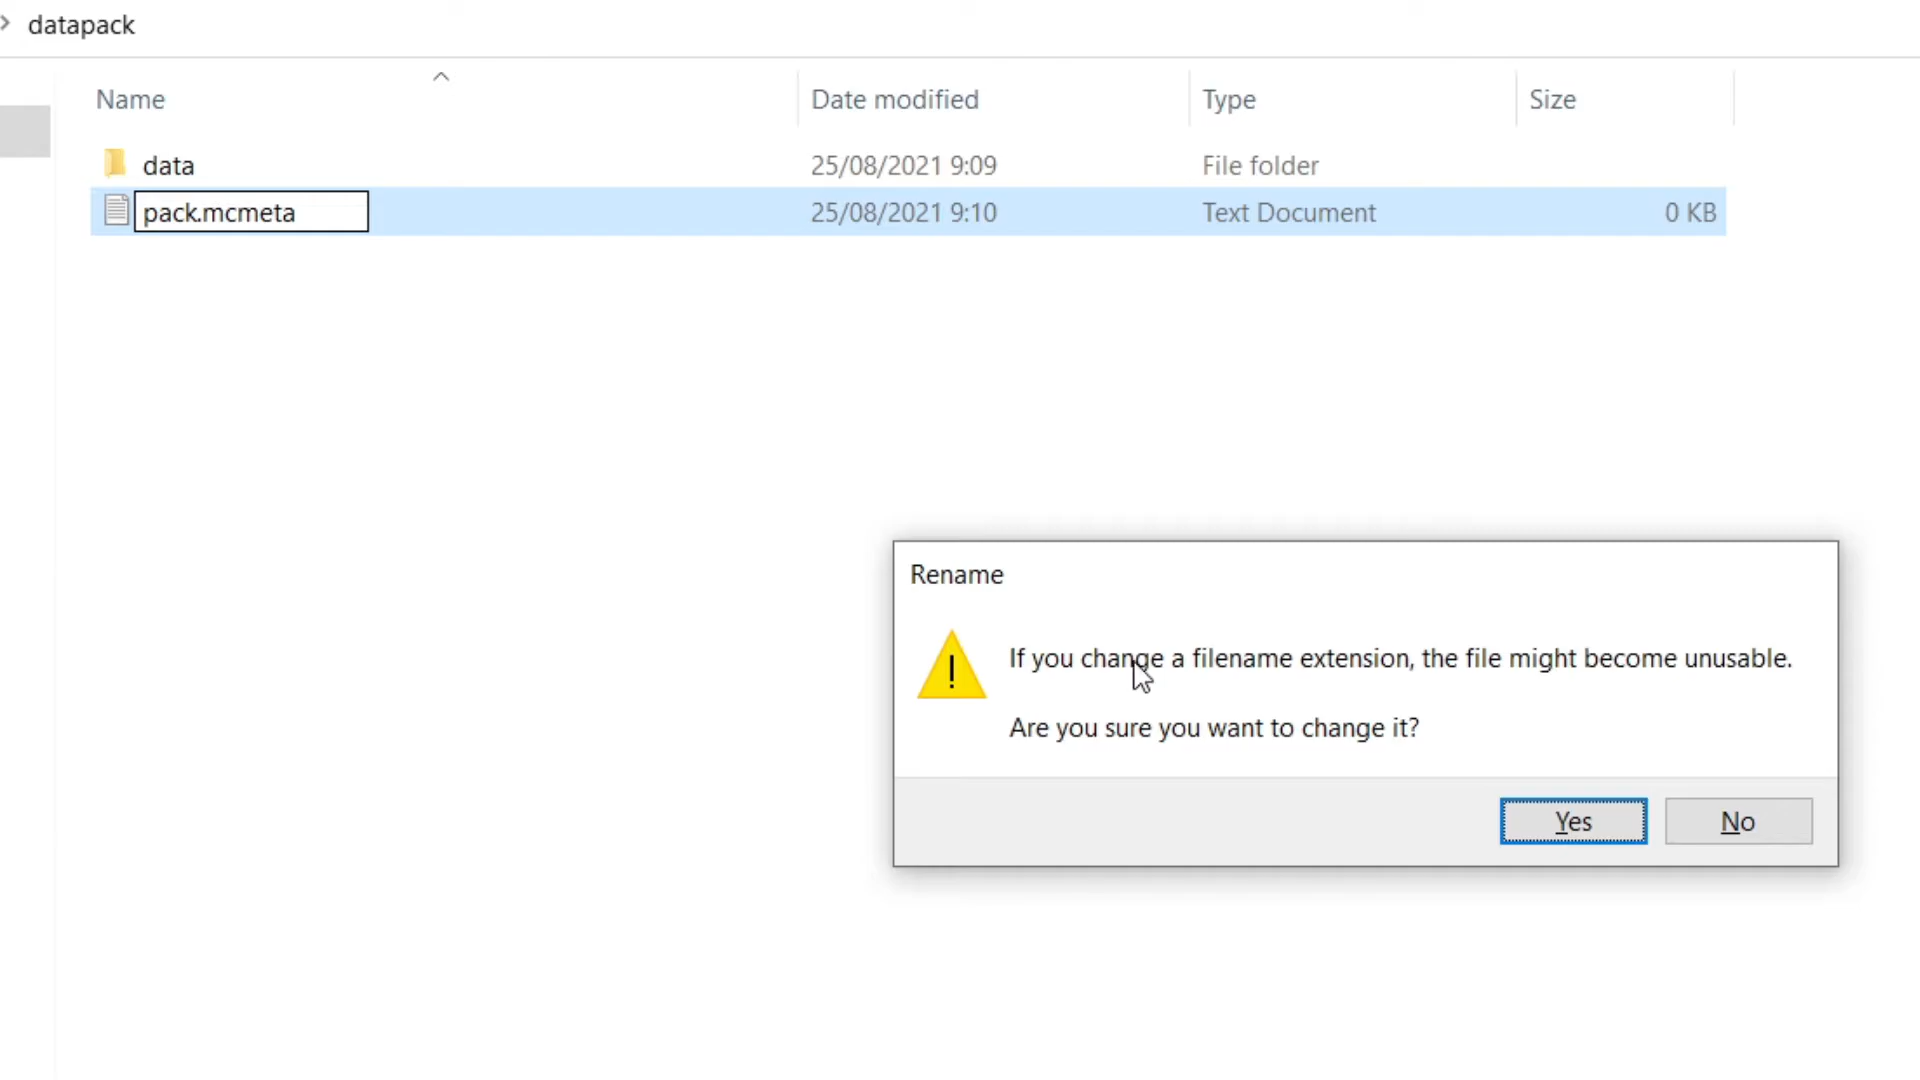 datapack
Name Date modified Type Size
data 25/08/2021 9:09 File folder
pack.mcmeta 25/08/2021 9:10 Text Document 0 KB
Rename
If you change a filename extension, the file might become unusable.
Are you sure you want to change it?
Yes No